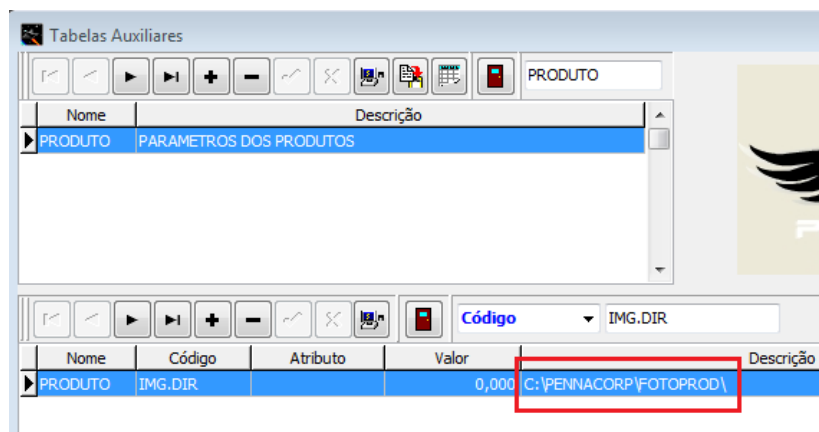 Tabelas Auxiliares
PRODUTO
Nome Descrição
PRODUTO PARAMETROS DOS PRODUTOS
Código IMG.DIR
Nome Código Atributo Valor Descrição
PRODUTO IMG.DIR 0,000 C:\PENNACORP\FOTOPROD\